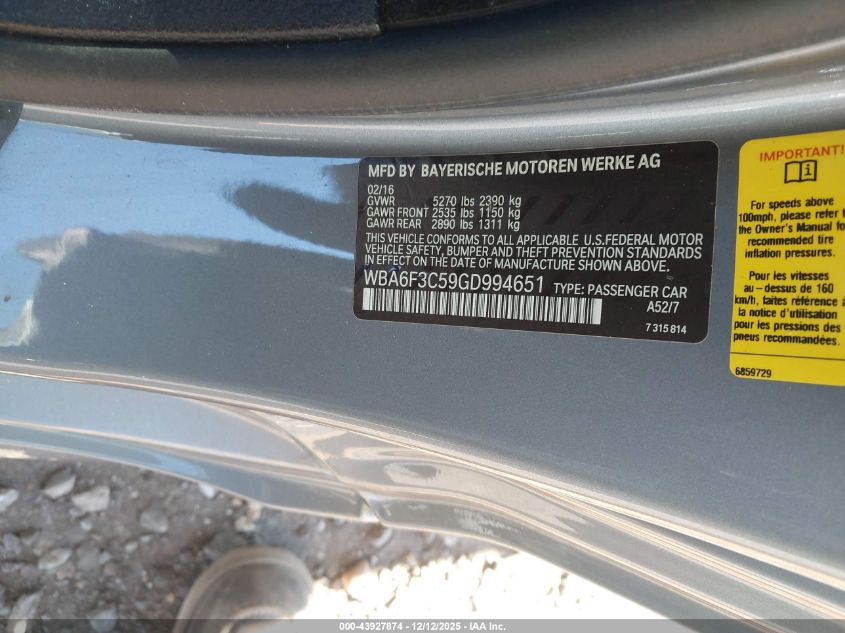 MFD BY BAYERISCHE MOTOREN WERKE AG
02/16
GVWR 5270 lbs 2390 kg
GAWR FRONT 2535 lbs 1150 kg
GAWR REAR 2890 lbs 1311 kg
THIS VEHICLE CONFORMS TO ALL APPLICABLE U.S.FEDERAL MOTOR
VEHICLE SAFETY, BUMPER AND THEFT PREVENTION STANDARDS
IN EFFECT ON THE DATE OF MANUFACTURE SHOWN ABOVE.
WBA6F3C59GD994651 TYPE: PASSENGER CAR
A52/7
7 315 814
IMPORTANT!
For speeds above
100mph, please refer
the Owner's Manual for
recommended tire
inflation pressures.
Pour les vitesses
au-dessus de 160
km/h, faites référence à
la notice d'utilisation
pour les pressions des
pneus recommandées.
6859729
000-43927874 - 12/12/2025 - IAA Inc.